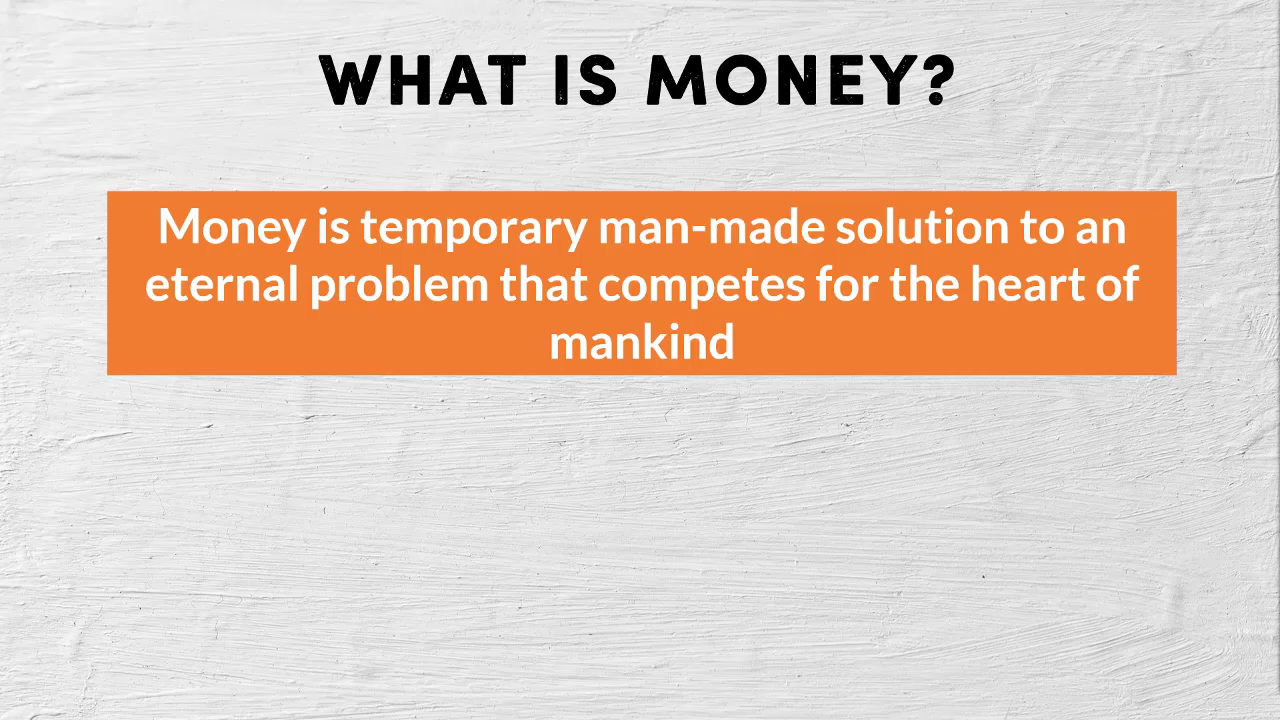 WHAT IS MONEY?
Money is temporary man-made solution to an
eternal problem that competes for the heart of
mankind